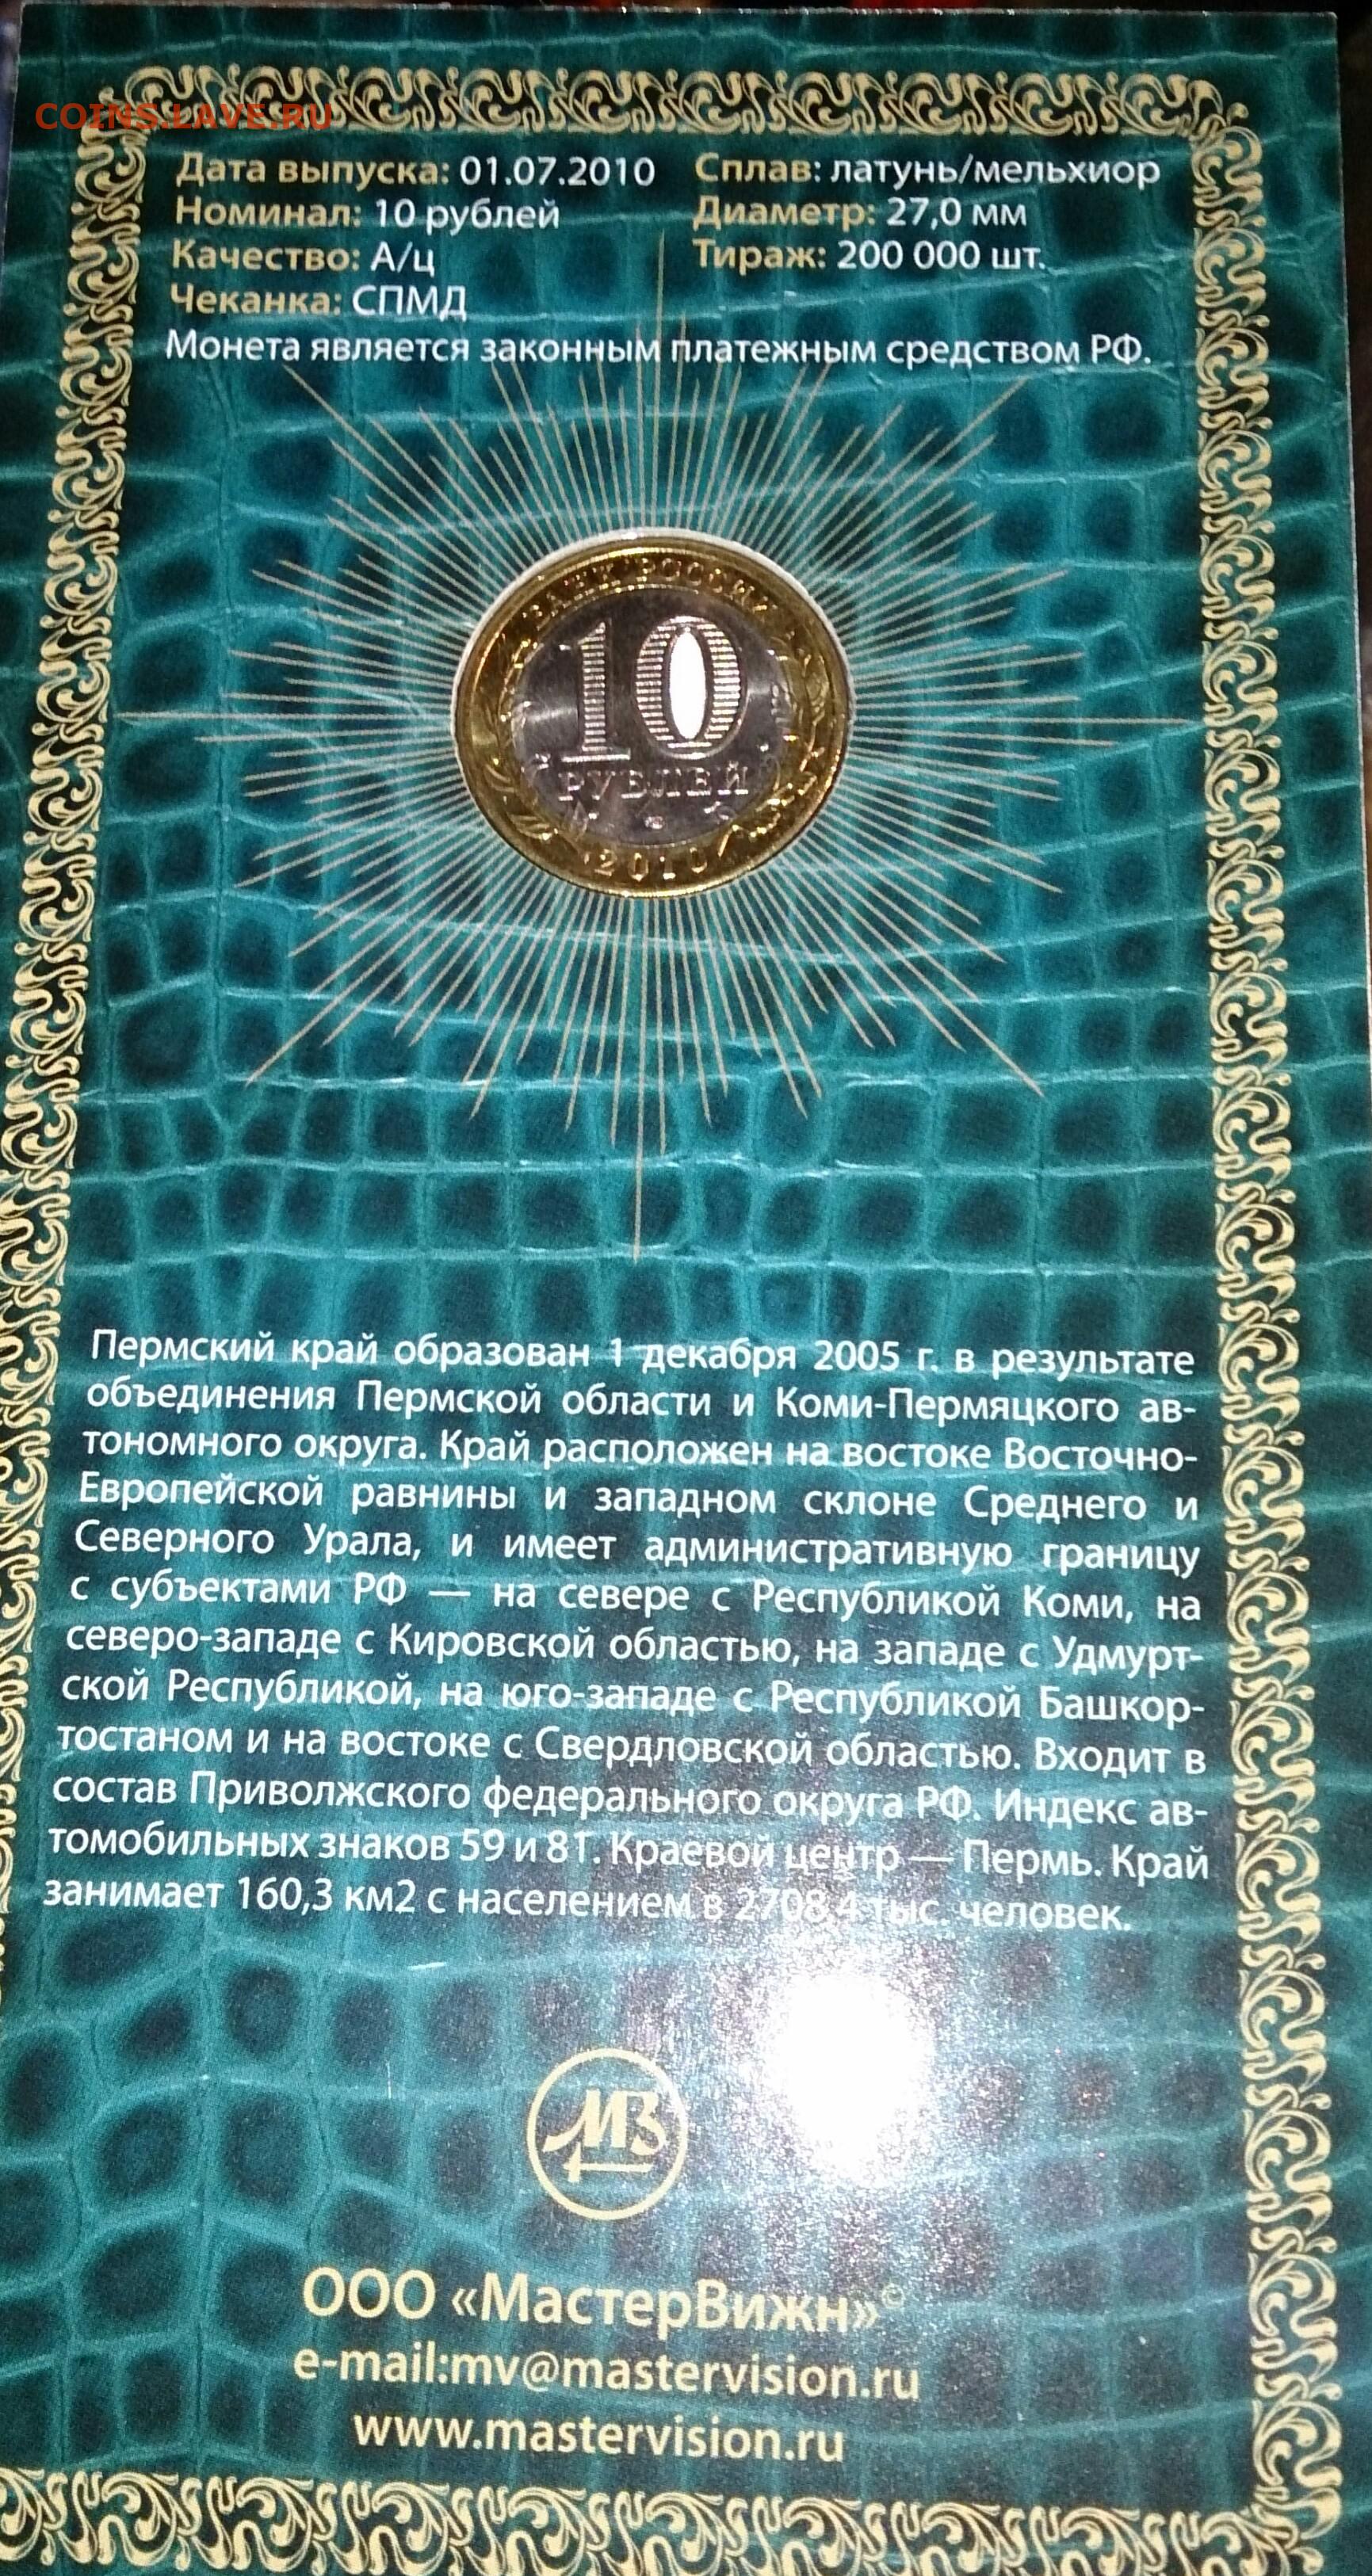 COINS.LAVE.RU
Дата выпуска: 01.07.2010
Номинал: 10 рублей
Качество: А/ц
Чеканка: СПМД
Сплав: латунь/мельхиор
Диаметр: 27,0 мм
Тираж: 200 000 шт.
Монета является законным платежным средством РФ.
БАНК РОССИИ
10
РУБЛЕЙ
2010
Пермский край образован 1 декабря 2005 г. в результате
объединения Пермской области и Коми-Пермяцкого ав-
тономного округа. Край расположен на востоке Восточно-
Европейской равнины и западном склоне Среднего и
Северного Урала, и имеет административную границу
с субъектами РФ — на севере с Республикой Коми, на
северо-западе с Кировской областью, на западе с Удмурт-
ской Республикой, на юго-западе с Республикой Башкор-
тостаном и на востоке с Свердловской областью. Входит в
состав Приволжского федерального округа РФ. Индекс ав-
томобильных знаков 59 и 81. Краевой центр — Пермь. Край
занимает 160,3 км2 с населением в 2708,4 тыс. человек.
МВ
ООО «МастерВижн»©
e-mail:mv@mastervision.ru
www.mastervision.ru